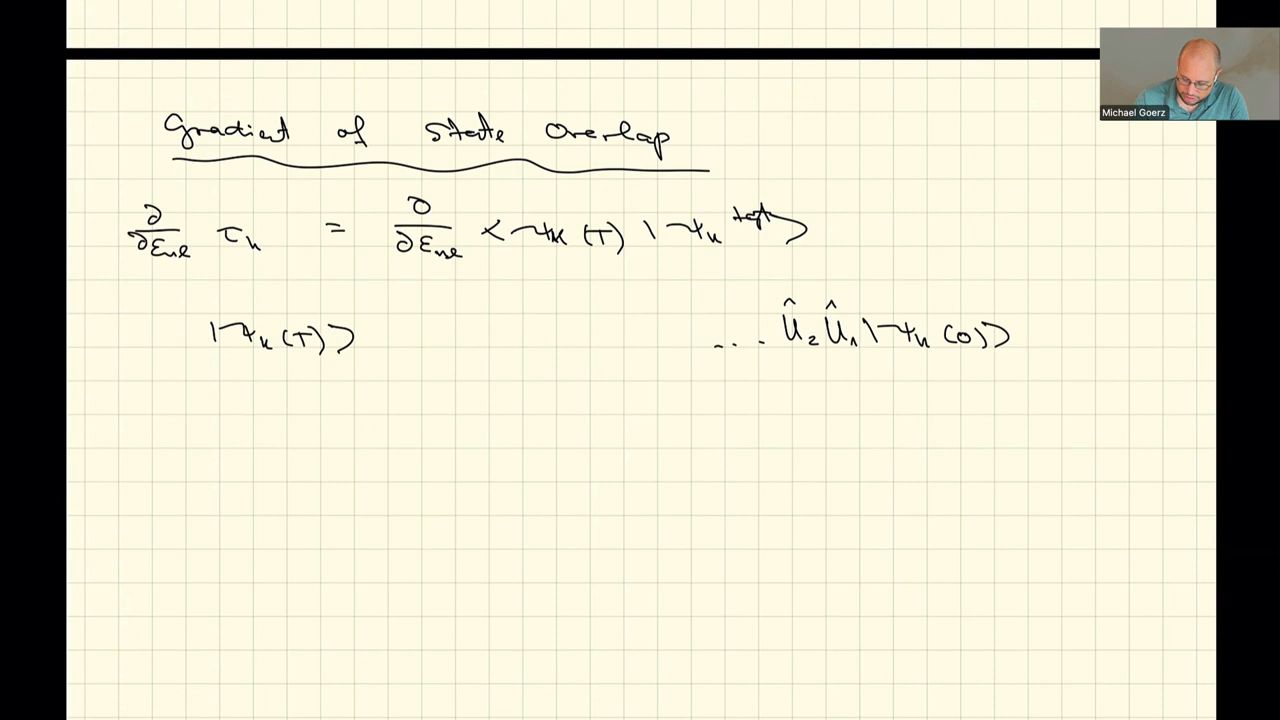 Gradient of State Overlap
∂/∂ε_nl τ_k = ∂/∂ε_nl <Ψ_k (T) | Ψ_k^tgt>
|Ψ_k (T)> ... Û_2 Û_1 |Ψ_k (0)>
Michael Goerz